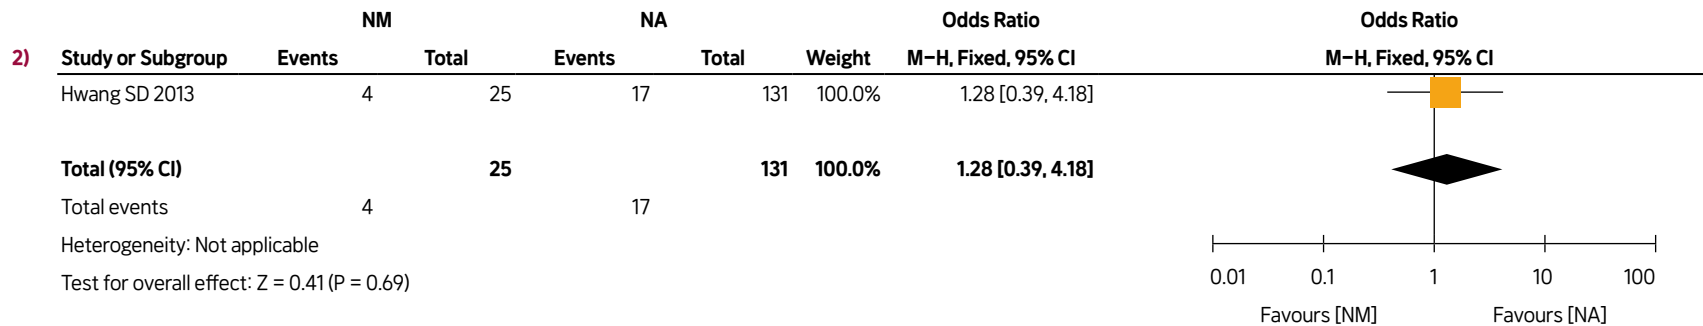 NM NA Odds Ratio Odds Ratio
2) Study or Subgroup Events Total Events Total Weight M-H, Fixed, 95% CI M-H, Fixed, 95% CI
Hwang SD 2013 4 25 17 131 100.0% 1.28 [0.39, 4.18]
Total (95% CI) 25 131 100.0% 1.28 [0.39, 4.18]
Total events 4 17
Heterogeneity: Not applicable
Test for overall effect: Z = 0.41 (P = 0.69)
0.01 0.1 1 10 100
Favours [NM] Favours [NA]